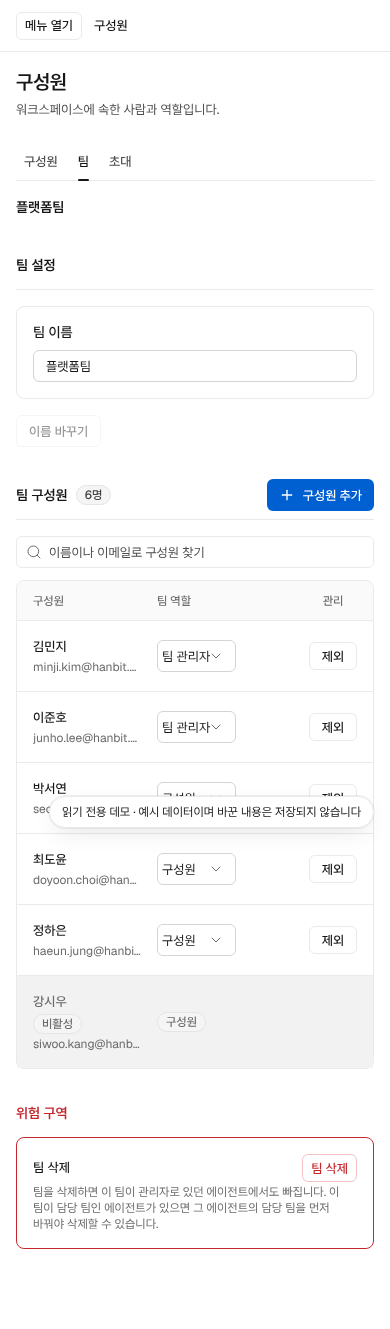 메뉴 열기 구성원
구성원
워크스페이스에 속한 사람과 역할입니다.
구성원 팀 초대
플랫폼팀
팀 설정
팀 이름
플랫폼팀
이름 바꾸기
팀 구성원 6명 구성원 추가
이름이나 이메일로 구성원 찾기
구성원 팀 역할 관리
김민지
minji.kim@hanbit.…
팀 관리자 제외
이준호
junho.lee@hanbit.…
팀 관리자 제외
박서연
읽기 전용 데모 · 예시 데이터이며 바꾼 내용은 저장되지 않습니다
최도윤
doyoon.choi@han…
구성원 제외
정하은
haeun.jung@hanbi…
구성원 제외
강시우
비활성
siwoo.kang@hanb…
구성원
위험 구역
팀 삭제 팀 삭제
팀을 삭제하면 이 팀이 관리자로 있던 에이전트에서도 빠집니다. 이
팀이 담당 팀인 에이전트가 있으면 그 에이전트의 담당 팀을 먼저
바꿔야 삭제할 수 있습니다.